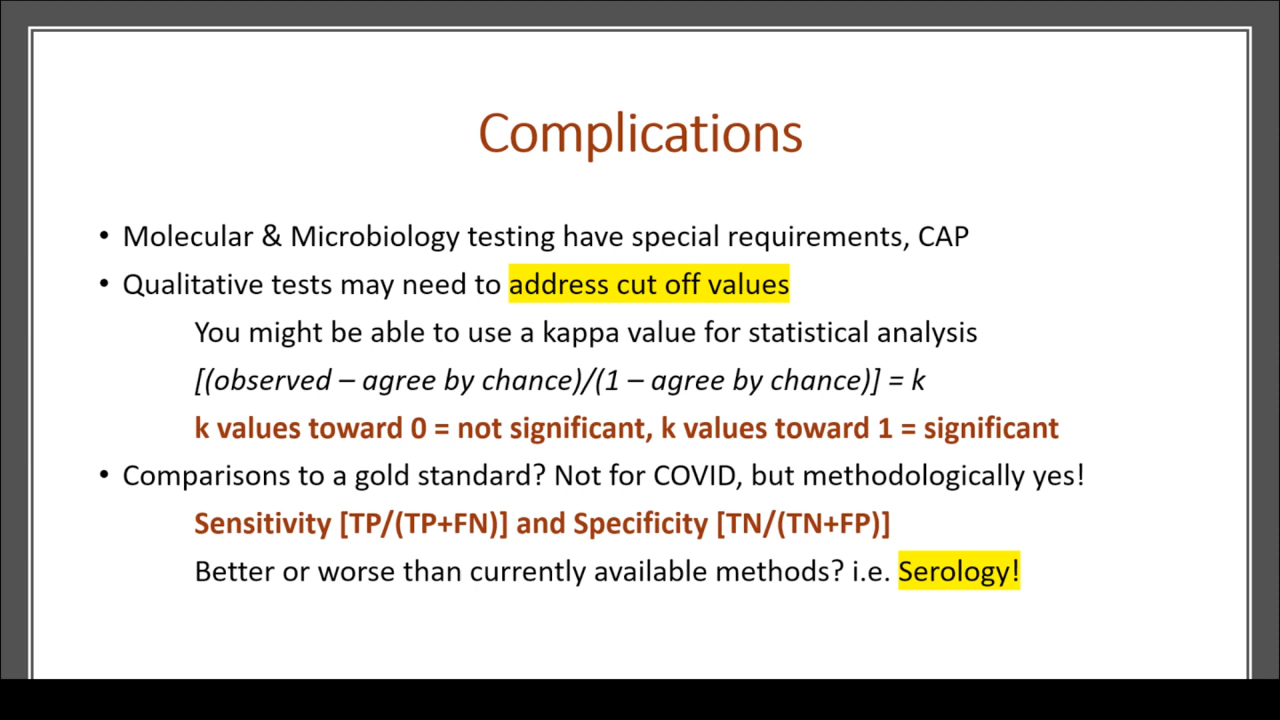 Complications
• Molecular & Microbiology testing have special requirements, CAP
• Qualitative tests may need to address cut off values
You might be able to use a kappa value for statistical analysis
[(observed – agree by chance)/(1 – agree by chance)] = k
k values toward 0 = not significant, k values toward 1 = significant
• Comparisons to a gold standard? Not for COVID, but methodologically yes!
Sensitivity [TP/(TP+FN)] and Specificity [TN/(TN+FP)]
Better or worse than currently available methods? i.e. Serology!